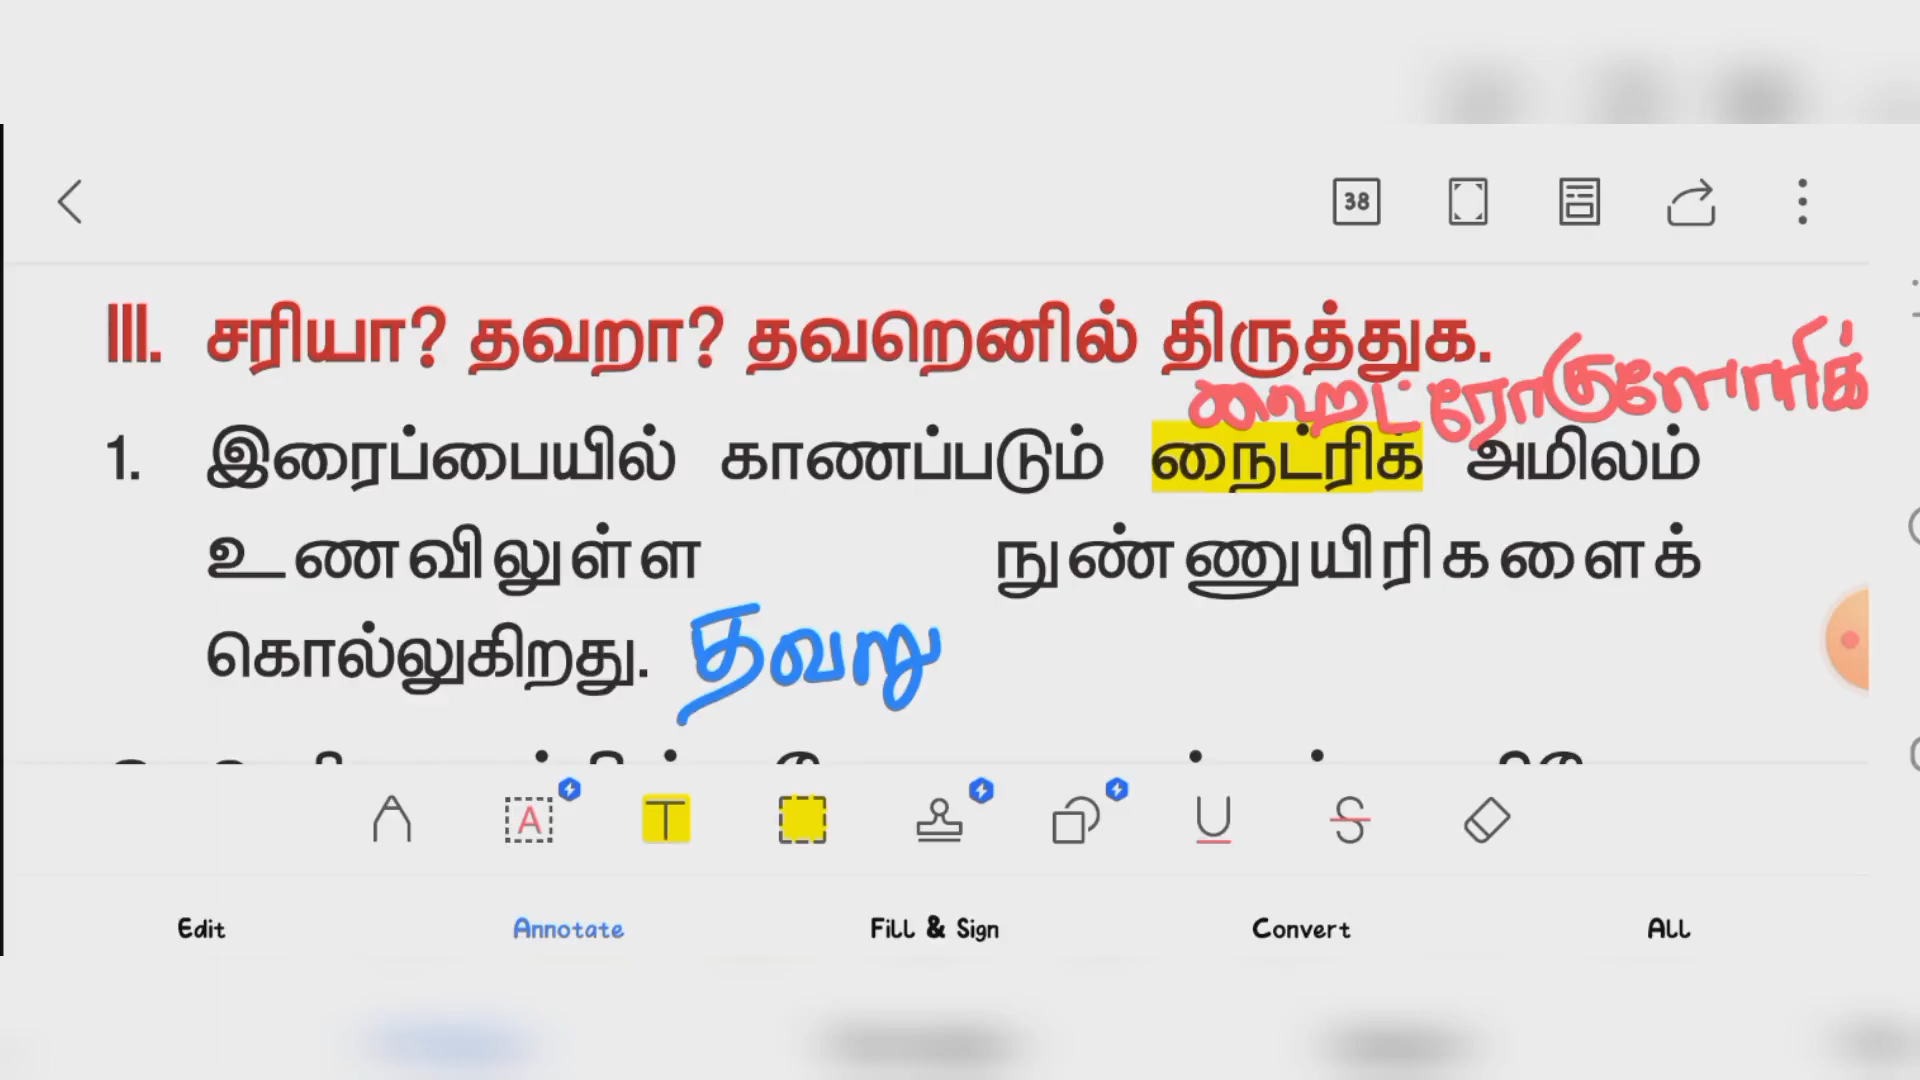 38
III. சரியா? தவறா? தவறெனில் திருத்துக.
ஹைட்ரோகுளோரிக்
1. இரைப்பையில் காணப்படும் நைட்ரிக் அமிலம்
உணவிலுள்ள நுண்ணுயிரிகளைக்
கொல்லுகிறது. தவறு
Edit Annotate Fill & Sign Convert All